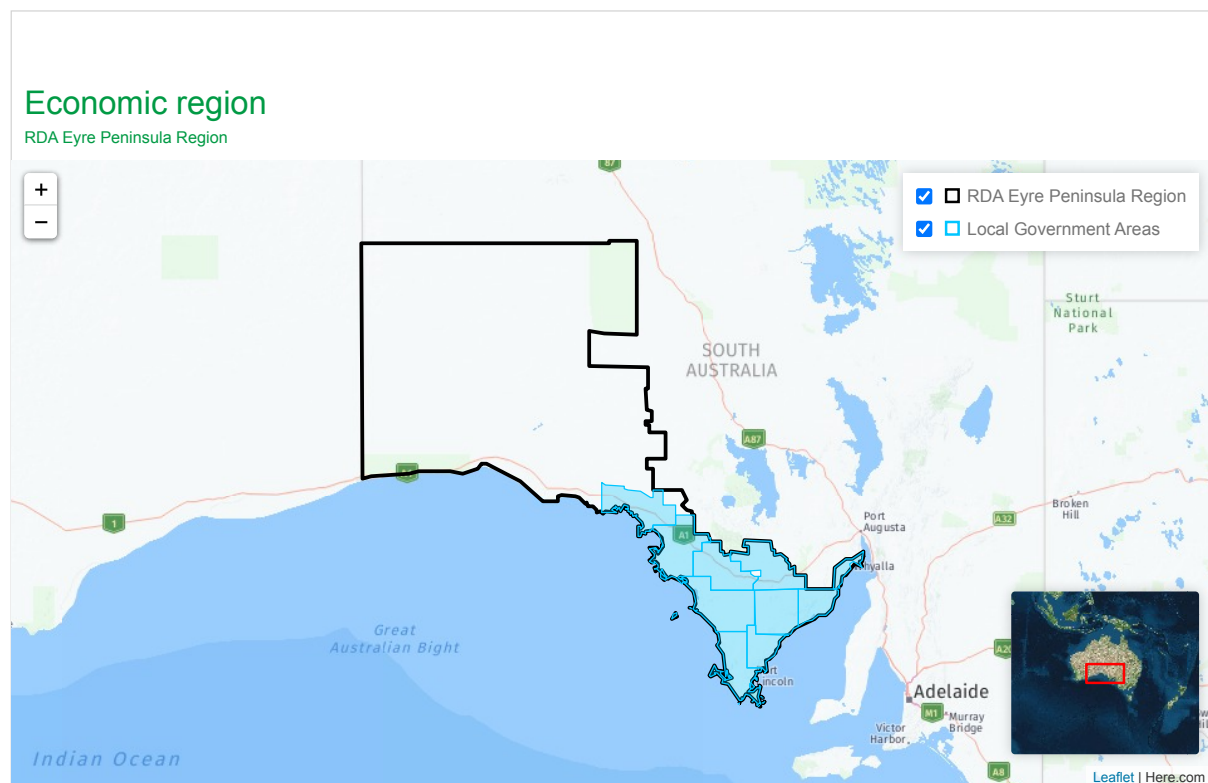 Economic region
RDA Eyre Peninsula Region
+
−
87
RDA Eyre Peninsula Region
Local Government Areas
Sturt
National
Park
SOUTH
AUSTRALIA
A87
Broken
Hill
A32
1
Port
Augusta
A1
Great
Australian Bight
A20
Adelaide
M1
Murray
Bridge
Victor
Harbor
Indian Ocean
A8
Leaflet | Here.com